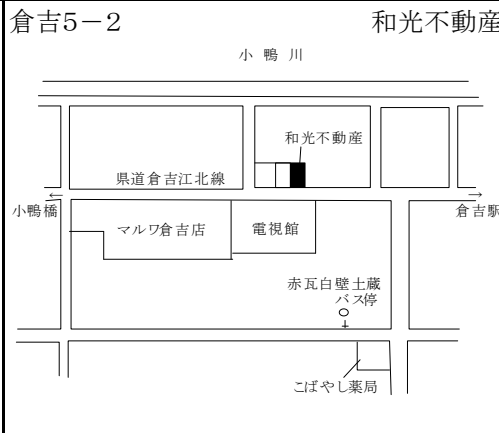 倉吉5－2
和光不動産
小鴨川
和光不動産
県道倉吉江北線
←
→
小鴨橋
倉吉駅
マルワ倉吉店
電視館
赤瓦白壁土蔵
バス停
こばやし薬局